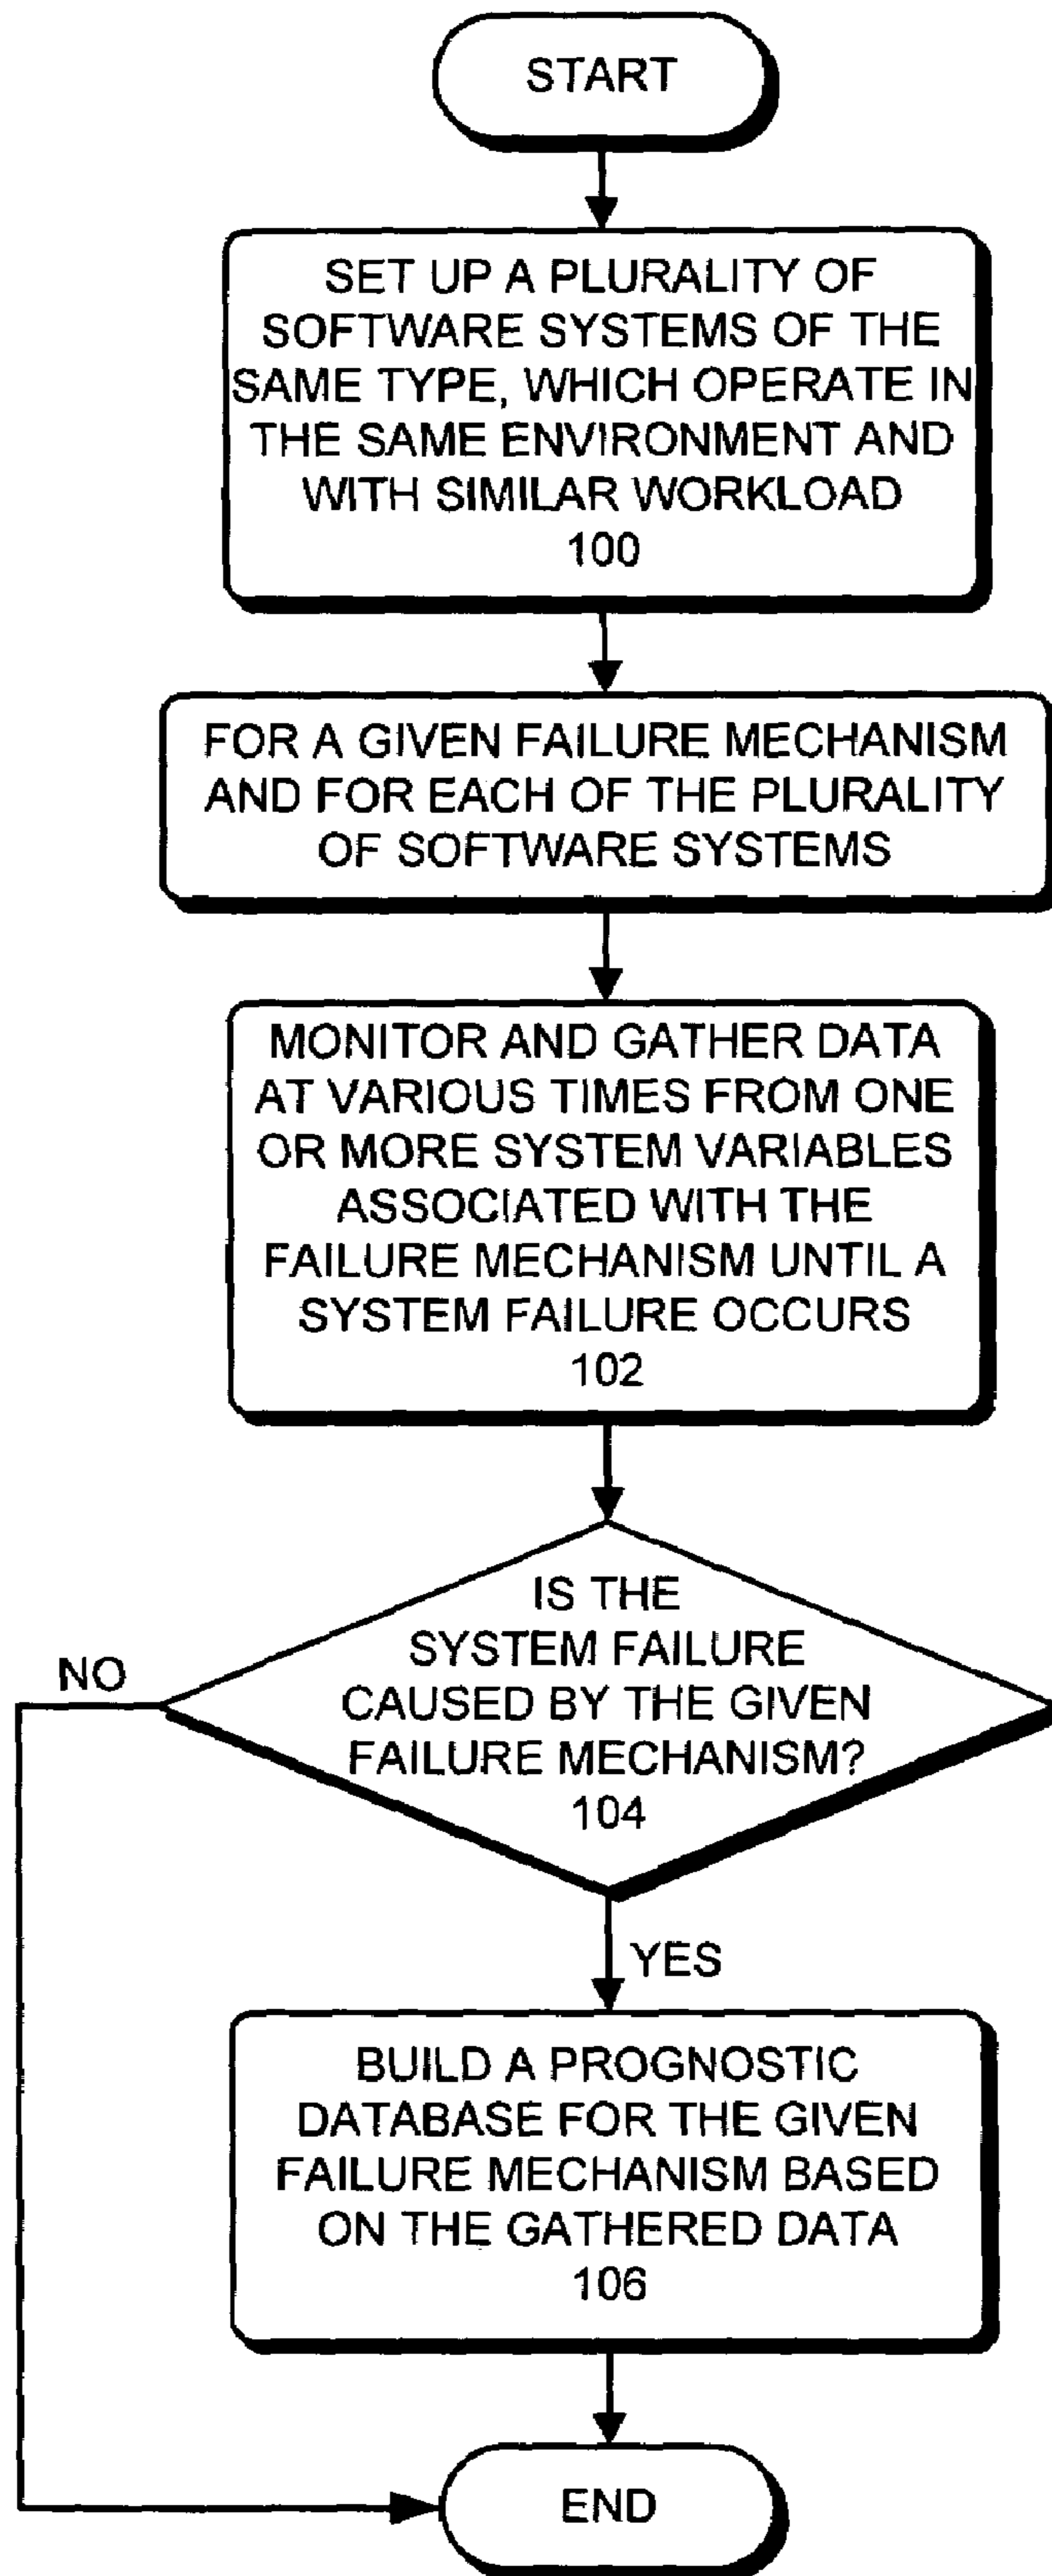 START
SET UP A PLURALITY OF
SOFTWARE SYSTEMS OF THE
SAME TYPE, WHICH OPERATE IN
THE SAME ENVIRONMENT AND
WITH SIMILAR WORKLOAD
100
FOR A GIVEN FAILURE MECHANISM
AND FOR EACH OF THE PLURALITY
OF SOFTWARE SYSTEMS
MONITOR AND GATHER DATA
AT VARIOUS TIMES FROM ONE
OR MORE SYSTEM VARIABLES
ASSOCIATED WITH THE
FAILURE MECHANISM UNTIL A
SYSTEM FAILURE OCCURS
102
IS THE
SYSTEM FAILURE
CAUSED BY THE GIVEN
FAILURE MECHANISM?
104
NO
YES
BUILD A PROGNOSTIC
DATABASE FOR THE GIVEN
FAILURE MECHANISM BASED
ON THE GATHERED DATA
106
END